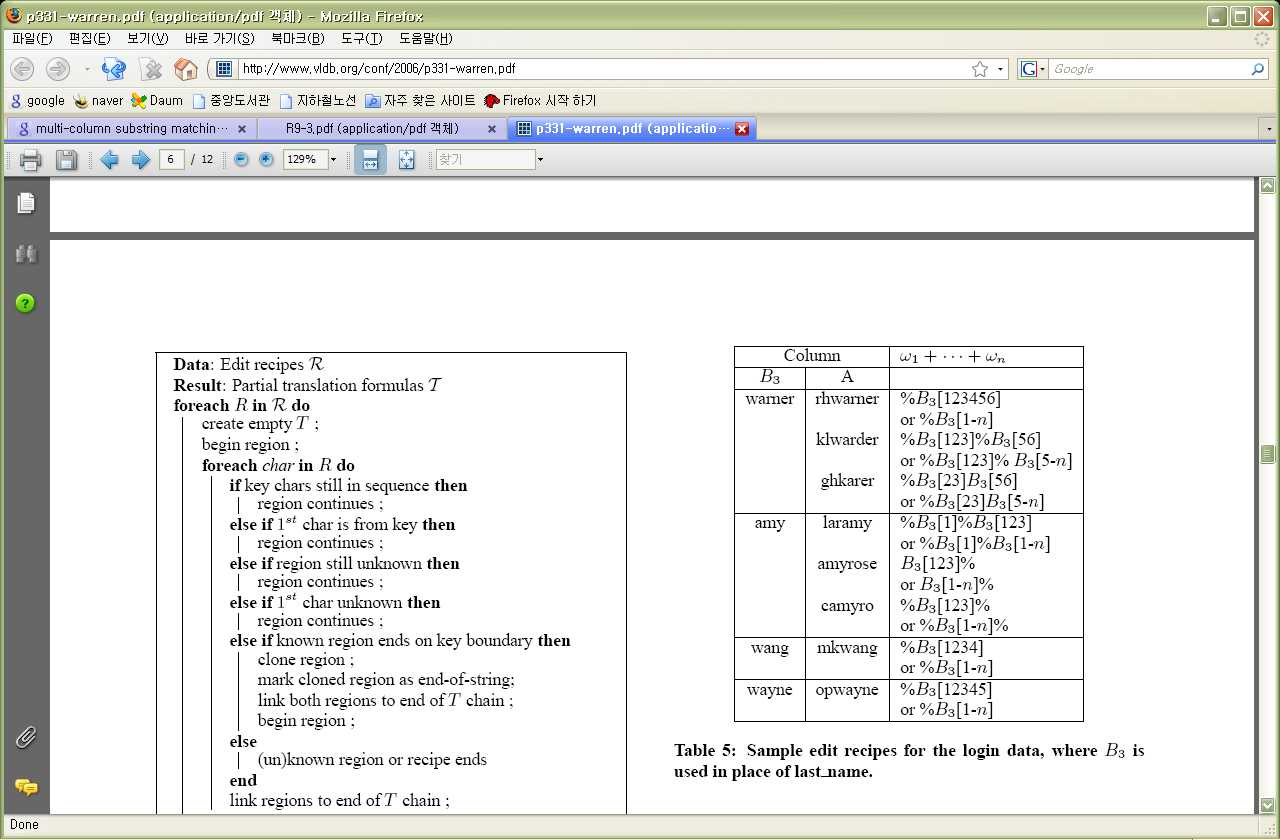 p331-warren.pdf (application/pdf 객체) - Mozilla Firefox
파일(F) 편집(E) 보기(V) 바로 가기(S) 북마크(B) 도구(T) 도움말(H)
http://www.vldb.org/conf/2006/p331-warren.pdf
G Google
google naver Daum 중앙도서관 지하철노선 자주 찾은 사이트 Firefox 시작 하기
multi-column substring matchin… R9-3.pdf (application/pdf 객체) p331-warren.pdf (applicatio…
6 / 12 129% 찾기
Data: Edit recipes ℛ
Result: Partial translation formulas 𝒯
foreach R in ℛ do
create empty T ;
begin region ;
foreach char in R do
if key chars still in sequence then
region continues ;
else if 1st char is from key then
region continues ;
else if region still unknown then
region continues ;
else if 1st char unknown then
region continues ;
else if known region ends on key boundary then
clone region ;
mark cloned region as end-of-string;
link both regions to end of T chain ;
begin region ;
else
(un)known region or recipe ends
end
link regions to end of T chain ;
Column ω₁ + ⋯ + ωₙ
B₃ A
warner rhwarner %B₃[123456]
or %B₃[1-n]
klwarder %B₃[123]%B₃[56]
or %B₃[123]% B₃[5-n]
ghkarer %B₃[23]B₃[56]
or %B₃[23]B₃[5-n]
amy laramy %B₃[1]%B₃[123]
or %B₃[1]%B₃[1-n]
amyrose B₃[123]%
or B₃[1-n]%
camyro %B₃[123]%
or %B₃[1-n]%
wang mkwang %B₃[1234]
or %B₃[1-n]
wayne opwayne %B₃[12345]
or %B₃[1-n]
Table 5: Sample edit recipes for the login data, where B₃ is
used in place of last_name.
Done